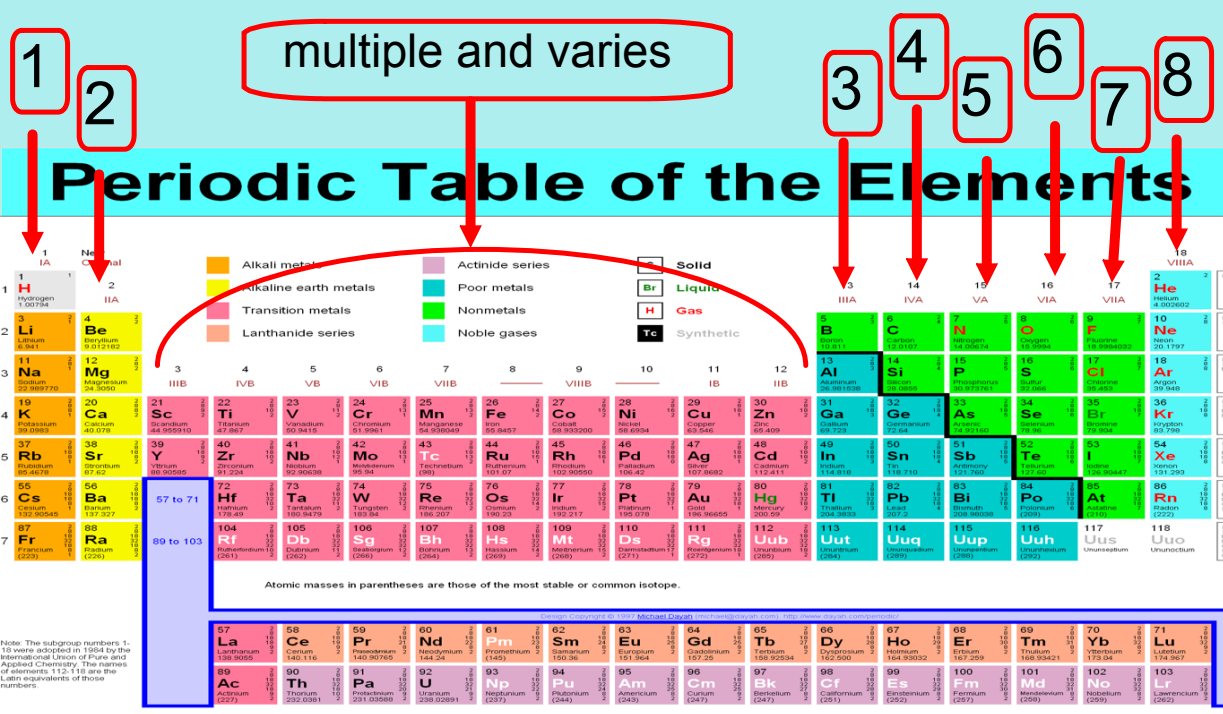 1 2 multiple and varies 3 4 5 6 7 8
Periodic Table of the Elements
1 18
IA VIIIA
Alkali metals Actinide series Solid
Alkaline earth metals Poor metals Br Liquid
Transition metals Nonmetals H Gas
Lanthanide series Noble gases Tc Synthetic
2 13 14 15 16 17
IIA IIIA IVA VA VIA VIIA
3 4 5 6 7 8 9 10 11 12
IIIB IVB VB VIB VIIB VIIIB IB IIB
1 2
1 H He
Hydrogen Helium
1.00794 4.002602
3 4 5 6 7 8 9 10
2 Li Be B C N O F Ne
Lithium Beryllium Boron Carbon Nitrogen Oxygen Fluorine Neon
6.941 9.012182 10.811 12.0107 14.00674 15.9994 18.9984032 20.1797
11 12 13 14 15 16 17 18
3 Na Mg Al Si P S Cl Ar
Sodium Magnesium Aluminum Silicon Phosphorus Sulfur Chlorine Argon
22.989770 24.3050 26.981538 28.0855 30.973761 32.066 35.453 39.948
19 20 21 22 23 24 25 26 27 28 29 30 31 32 33 34 35 36
4 K Ca Sc Ti V Cr Mn Fe Co Ni Cu Zn Ga Ge As Se Br Kr
Potassium Calcium Scandium Titanium Vanadium Chromium Manganese Iron Cobalt Nickel Copper Zinc Gallium Germanium Arsenic Selenium Bromine Krypton
39.0983 40.078 44.955910 47.867 50.9415 51.9961 54.938049 55.8457 58.933200 58.6934 63.546 65.409 69.723 72.64 74.92160 78.96 79.904 83.798
37 38 39 40 41 42 43 44 45 46 47 48 49 50 51 52 53 54
5 Rb Sr Y Zr Nb Mo Tc Ru Rh Pd Ag Cd In Sn Sb Te I Xe
Rubidium Strontium Yttrium Zirconium Niobium Molybdenum Technetium Ruthenium Rhodium Palladium Silver Cadmium Indium Tin Antimony Tellurium Iodine Xenon
85.4678 87.62 88.90585 91.224 92.90638 95.94 (98) 101.07 102.90550 106.42 107.8682 112.411 114.818 118.710 121.760 127.60 126.90447 131.293
55 56 57 to 71 72 73 74 75 76 77 78 79 80 81 82 83 84 85 86
6 Cs Ba Hf Ta W Re Os Ir Pt Au Hg Tl Pb Bi Po At Rn
Cesium Barium Hafnium Tantalum Tungsten Rhenium Osmium Iridium Platinum Gold Mercury Thallium Lead Bismuth Polonium Astatine Radon
132.90545 137.327 178.49 180.9479 183.84 186.207 190.23 192.217 195.078 196.96655 200.59 204.3833 207.2 208.98038 (209) (210) (222)
87 88 89 to 103 104 105 106 107 108 109 110 111 112 113 114 115 116 117 118
7 Fr Ra Rf Db Sg Bh Hs Mt Ds Rg Uub Uut Uuq Uup Uuh Uus Uuo
Francium Radium Rutherfordium Dubnium Seaborgium Bohrium Hassium Meitnerium Darmstadtium Roentgenium Ununbium Ununtrium Ununquadium Ununpentium Ununhexium Ununseptium Ununoctium
(223) (226) (261) (262) (266) (264) (269) (268) (271) (272) (285) (284) (289) (288) (292)
Atomic masses in parentheses are those of the most stable or common isotope.
Design Copyright © 1997 Michael Dayah (michael@dayah.com). http://www.dayah.com/periodic/
Note: The subgroup numbers 1-
18 were adopted in 1984 by the
International Union of Pure and
Applied Chemistry. The names
of elements 112-118 are the
Latin equivalents of those
numbers.
57 58 59 60 61 62 63 64 65 66 67 68 69 70 71
La Ce Pr Nd Pm Sm Eu Gd Tb Dy Ho Er Tm Yb Lu
Lanthanum Cerium Praseodymium Neodymium Promethium Samarium Europium Gadolinium Terbium Dysprosium Holmium Erbium Thulium Ytterbium Lutetium
138.9055 140.116 140.90765 144.24 (145) 150.36 151.964 157.25 158.92534 162.500 164.93032 167.259 168.93421 173.04 174.967
89 90 91 92 93 94 95 96 97 98 99 100 101 102 103
Ac Th Pa U Np Pu Am Cm Bk Cf Es Fm Md No Lr
Actinium Thorium Protactinium Uranium Neptunium Plutonium Americium Curium Berkelium Californium Einsteinium Fermium Mendelevium Nobelium Lawrencium
(227) 232.0381 231.03588 238.02891 (237) (244) (243) (247) (247) (251) (252) (257) (258) (259) (262)